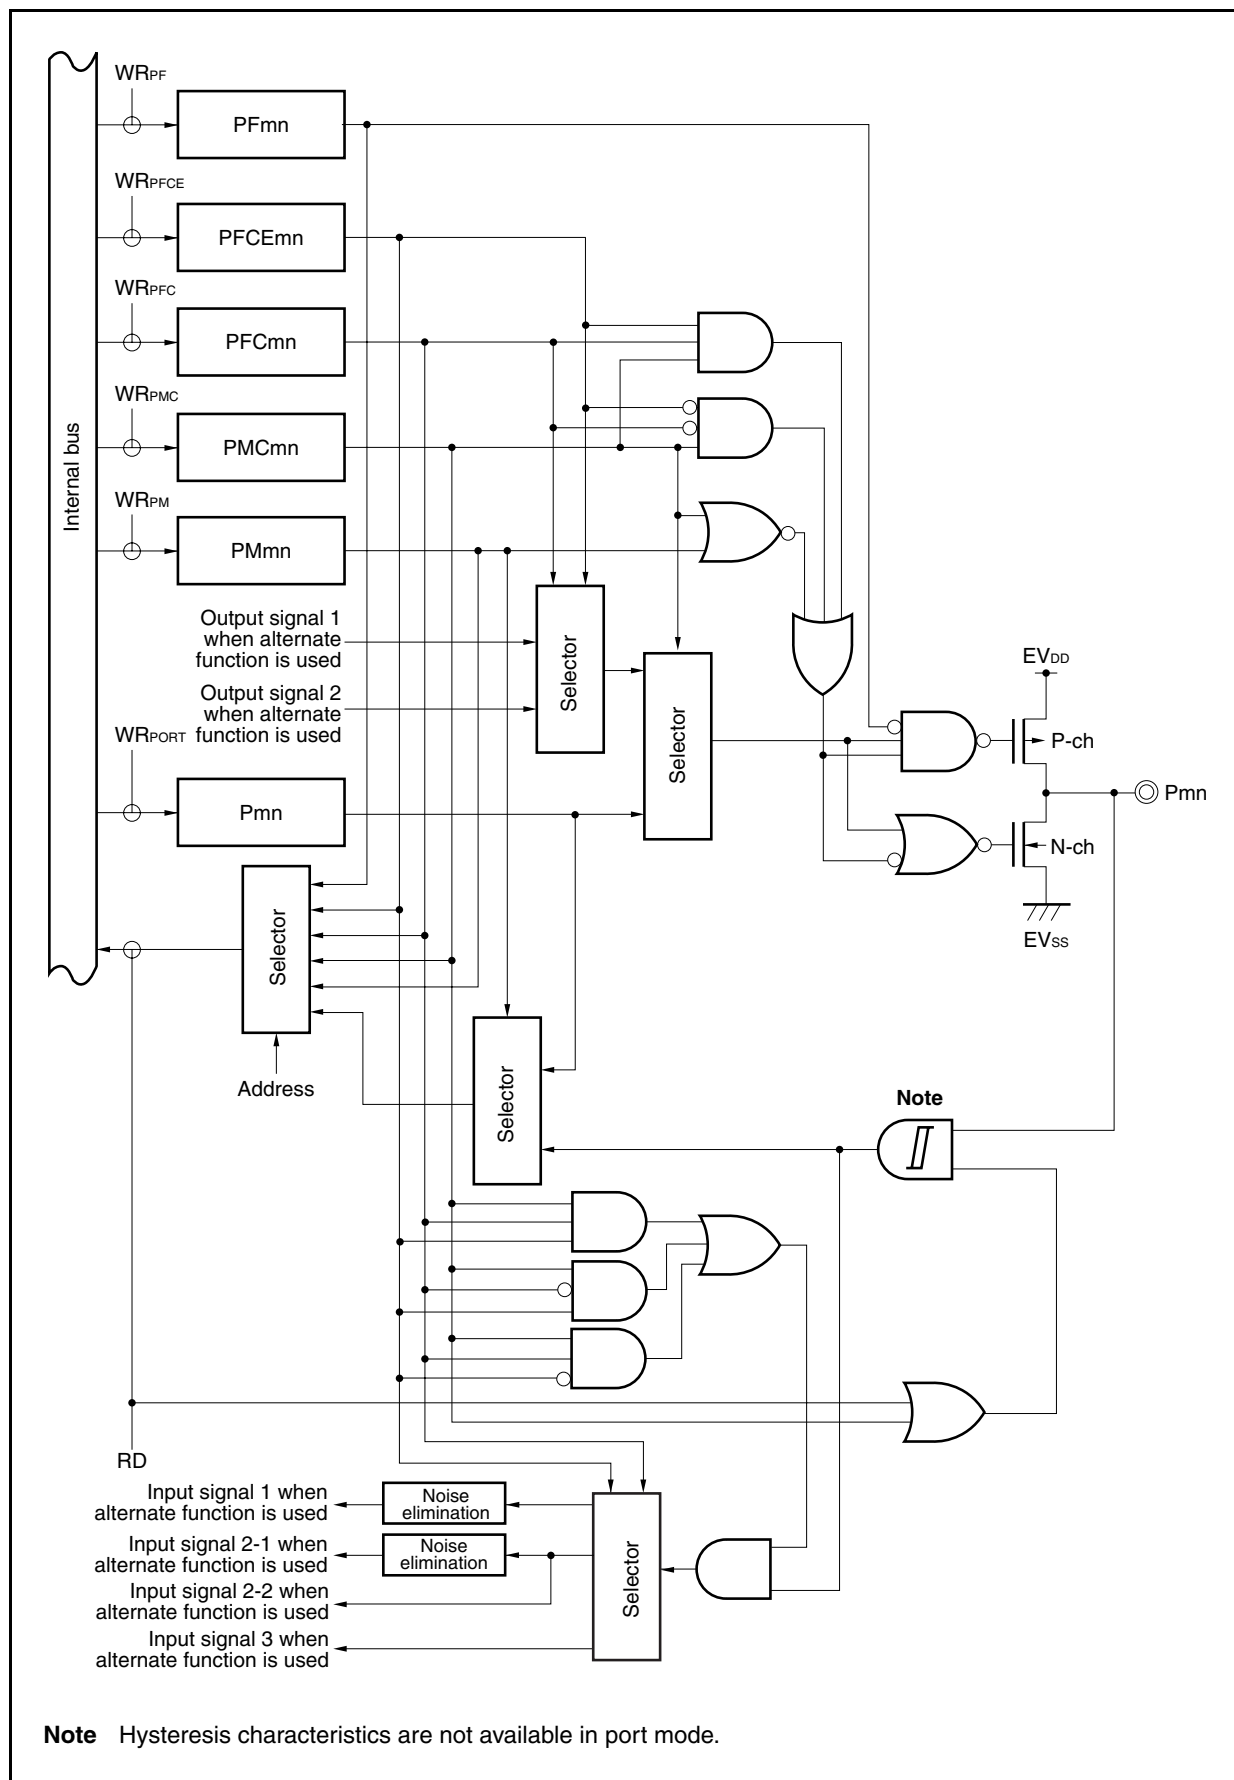 WRPF
PFmn
WRPFCE
PFCEmn
WRPFC
PFCmn
WRPMC
PMCmn
Internal bus
WRPM
PMmn
Output signal 1
when alternate
function is used
Output signal 2
when alternate
function is used
Selector
Selector
EVDD
P-ch
Pmn
N-ch
EVSS
WRPORT
Pmn
Selector
Address
Selector
Note
RD
Input signal 1 when
alternate function is used
Noise
elimination
Input signal 2-1 when
alternate function is used
Noise
elimination
Input signal 2-2 when
alternate function is used
Input signal 3 when
alternate function is used
Selector
Note Hysteresis characteristics are not available in port mode.